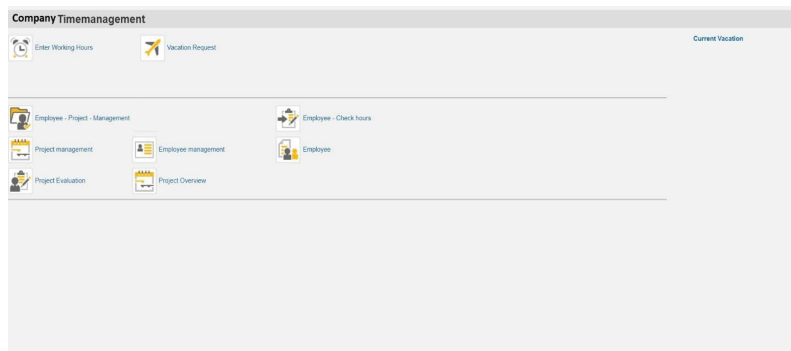 Company Timemanagement
Enter Working Hours
Vacation Request
Current Vacation
Employee - Project - Management
Employee - Check hours
Project management
Employee management
Employee
Project Evaluation
Project Overview